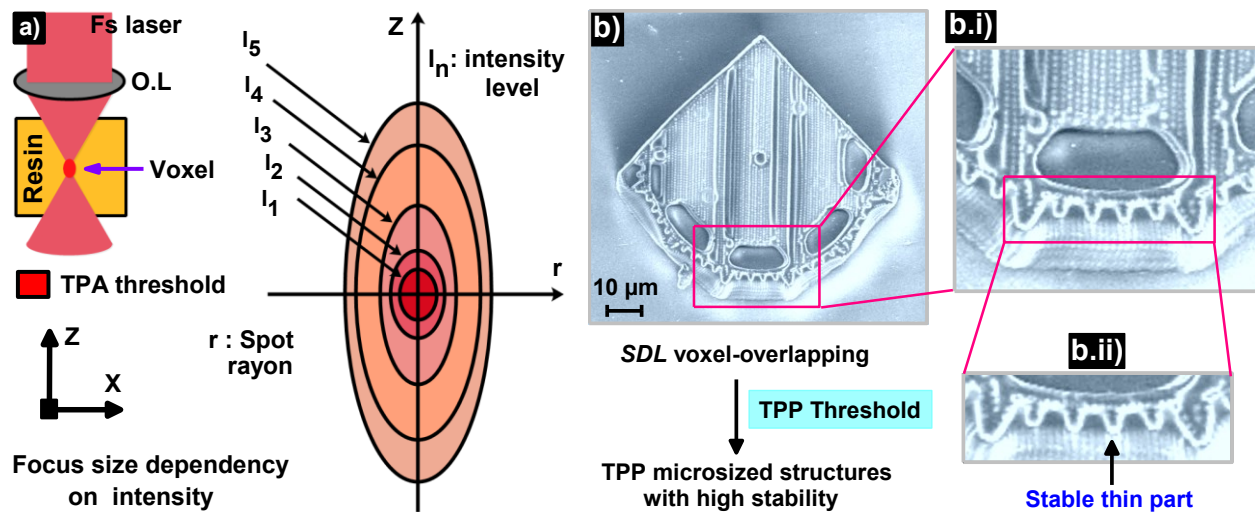 a)
Fs laser
O.L
Resin
Voxel
TPA threshold
Z
X
Focus size dependency
on intensity
Z
I5
I4
I3
I2
I1
In: intensity
level
r
r : Spot
rayon
b)
10 µm
SDL voxel-overlapping
TPP Threshold
TPP microsized structures
with high stability
b.i)
b.ii)
Stable thin part